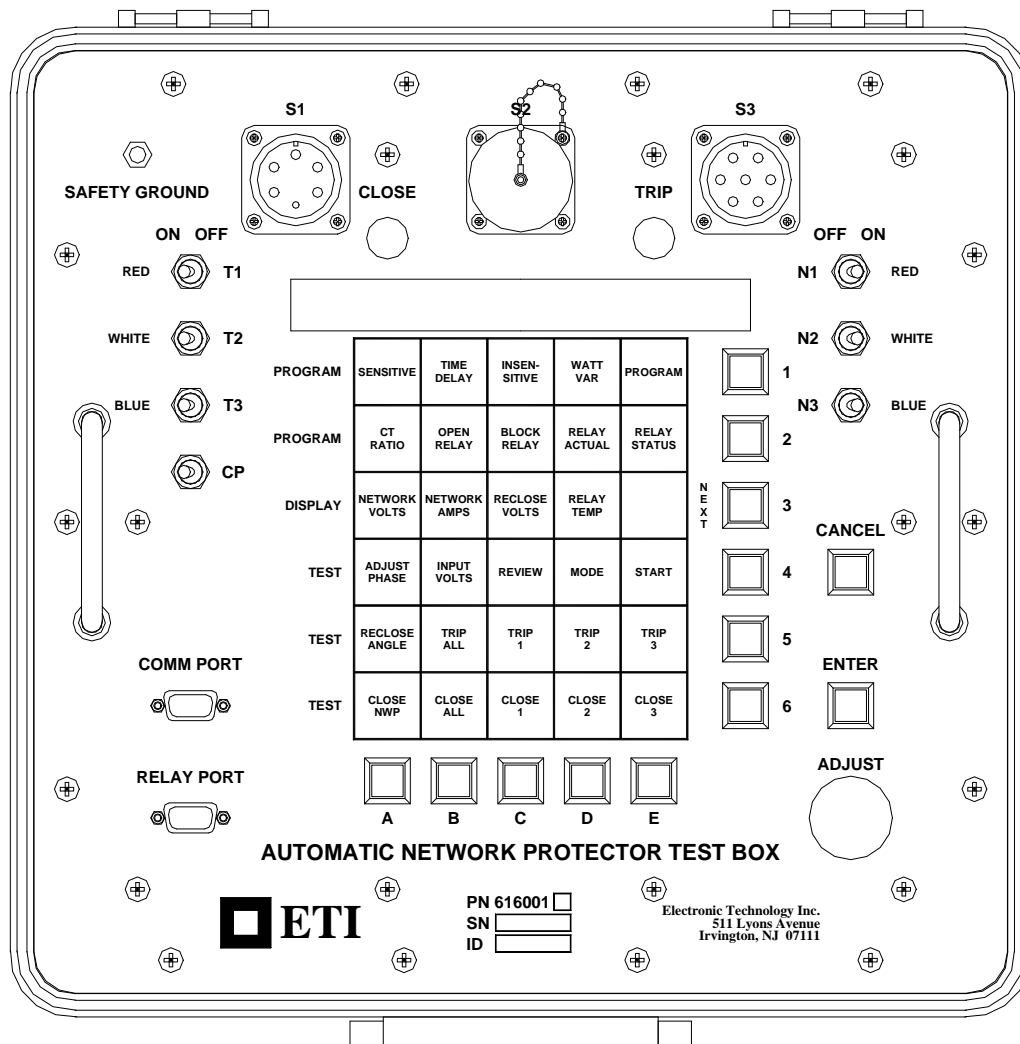 S1
S2
S3
SAFETY GROUND
CLOSE
TRIP
ON OFF
OFF ON
RED
T1
N1
RED
WHITE
T2
N2
WHITE
BLUE
T3
N3
BLUE
CP
PROGRAM
SENSITIVE
TIME
DELAY
INSEN-
SITIVE
WATT
VAR
PROGRAM
1
PROGRAM
CT
RATIO
OPEN
RELAY
BLOCK
RELAY
RELAY
ACTUAL
RELAY
STATUS
2
DISPLAY
NETWORK
VOLTS
NETWORK
AMPS
RECLOSE
VOLTS
RELAY
TEMP
NEXT
3
CANCEL
TEST
ADJUST
PHASE
INPUT
VOLTS
REVIEW
MODE
START
4
TEST
RECLOSE
ANGLE
TRIP
ALL
TRIP
1
TRIP
2
TRIP
3
5
COMM PORT
ENTER
TEST
CLOSE
NWP
CLOSE
ALL
CLOSE
1
CLOSE
2
CLOSE
3
6
RELAY PORT
ADJUST
A B C D E
AUTOMATIC NETWORK PROTECTOR TEST BOX
ETI
PN 616001
SN
ID
Electronic Technology Inc.
511 Lyons Avenue
Irvington, NJ 07111